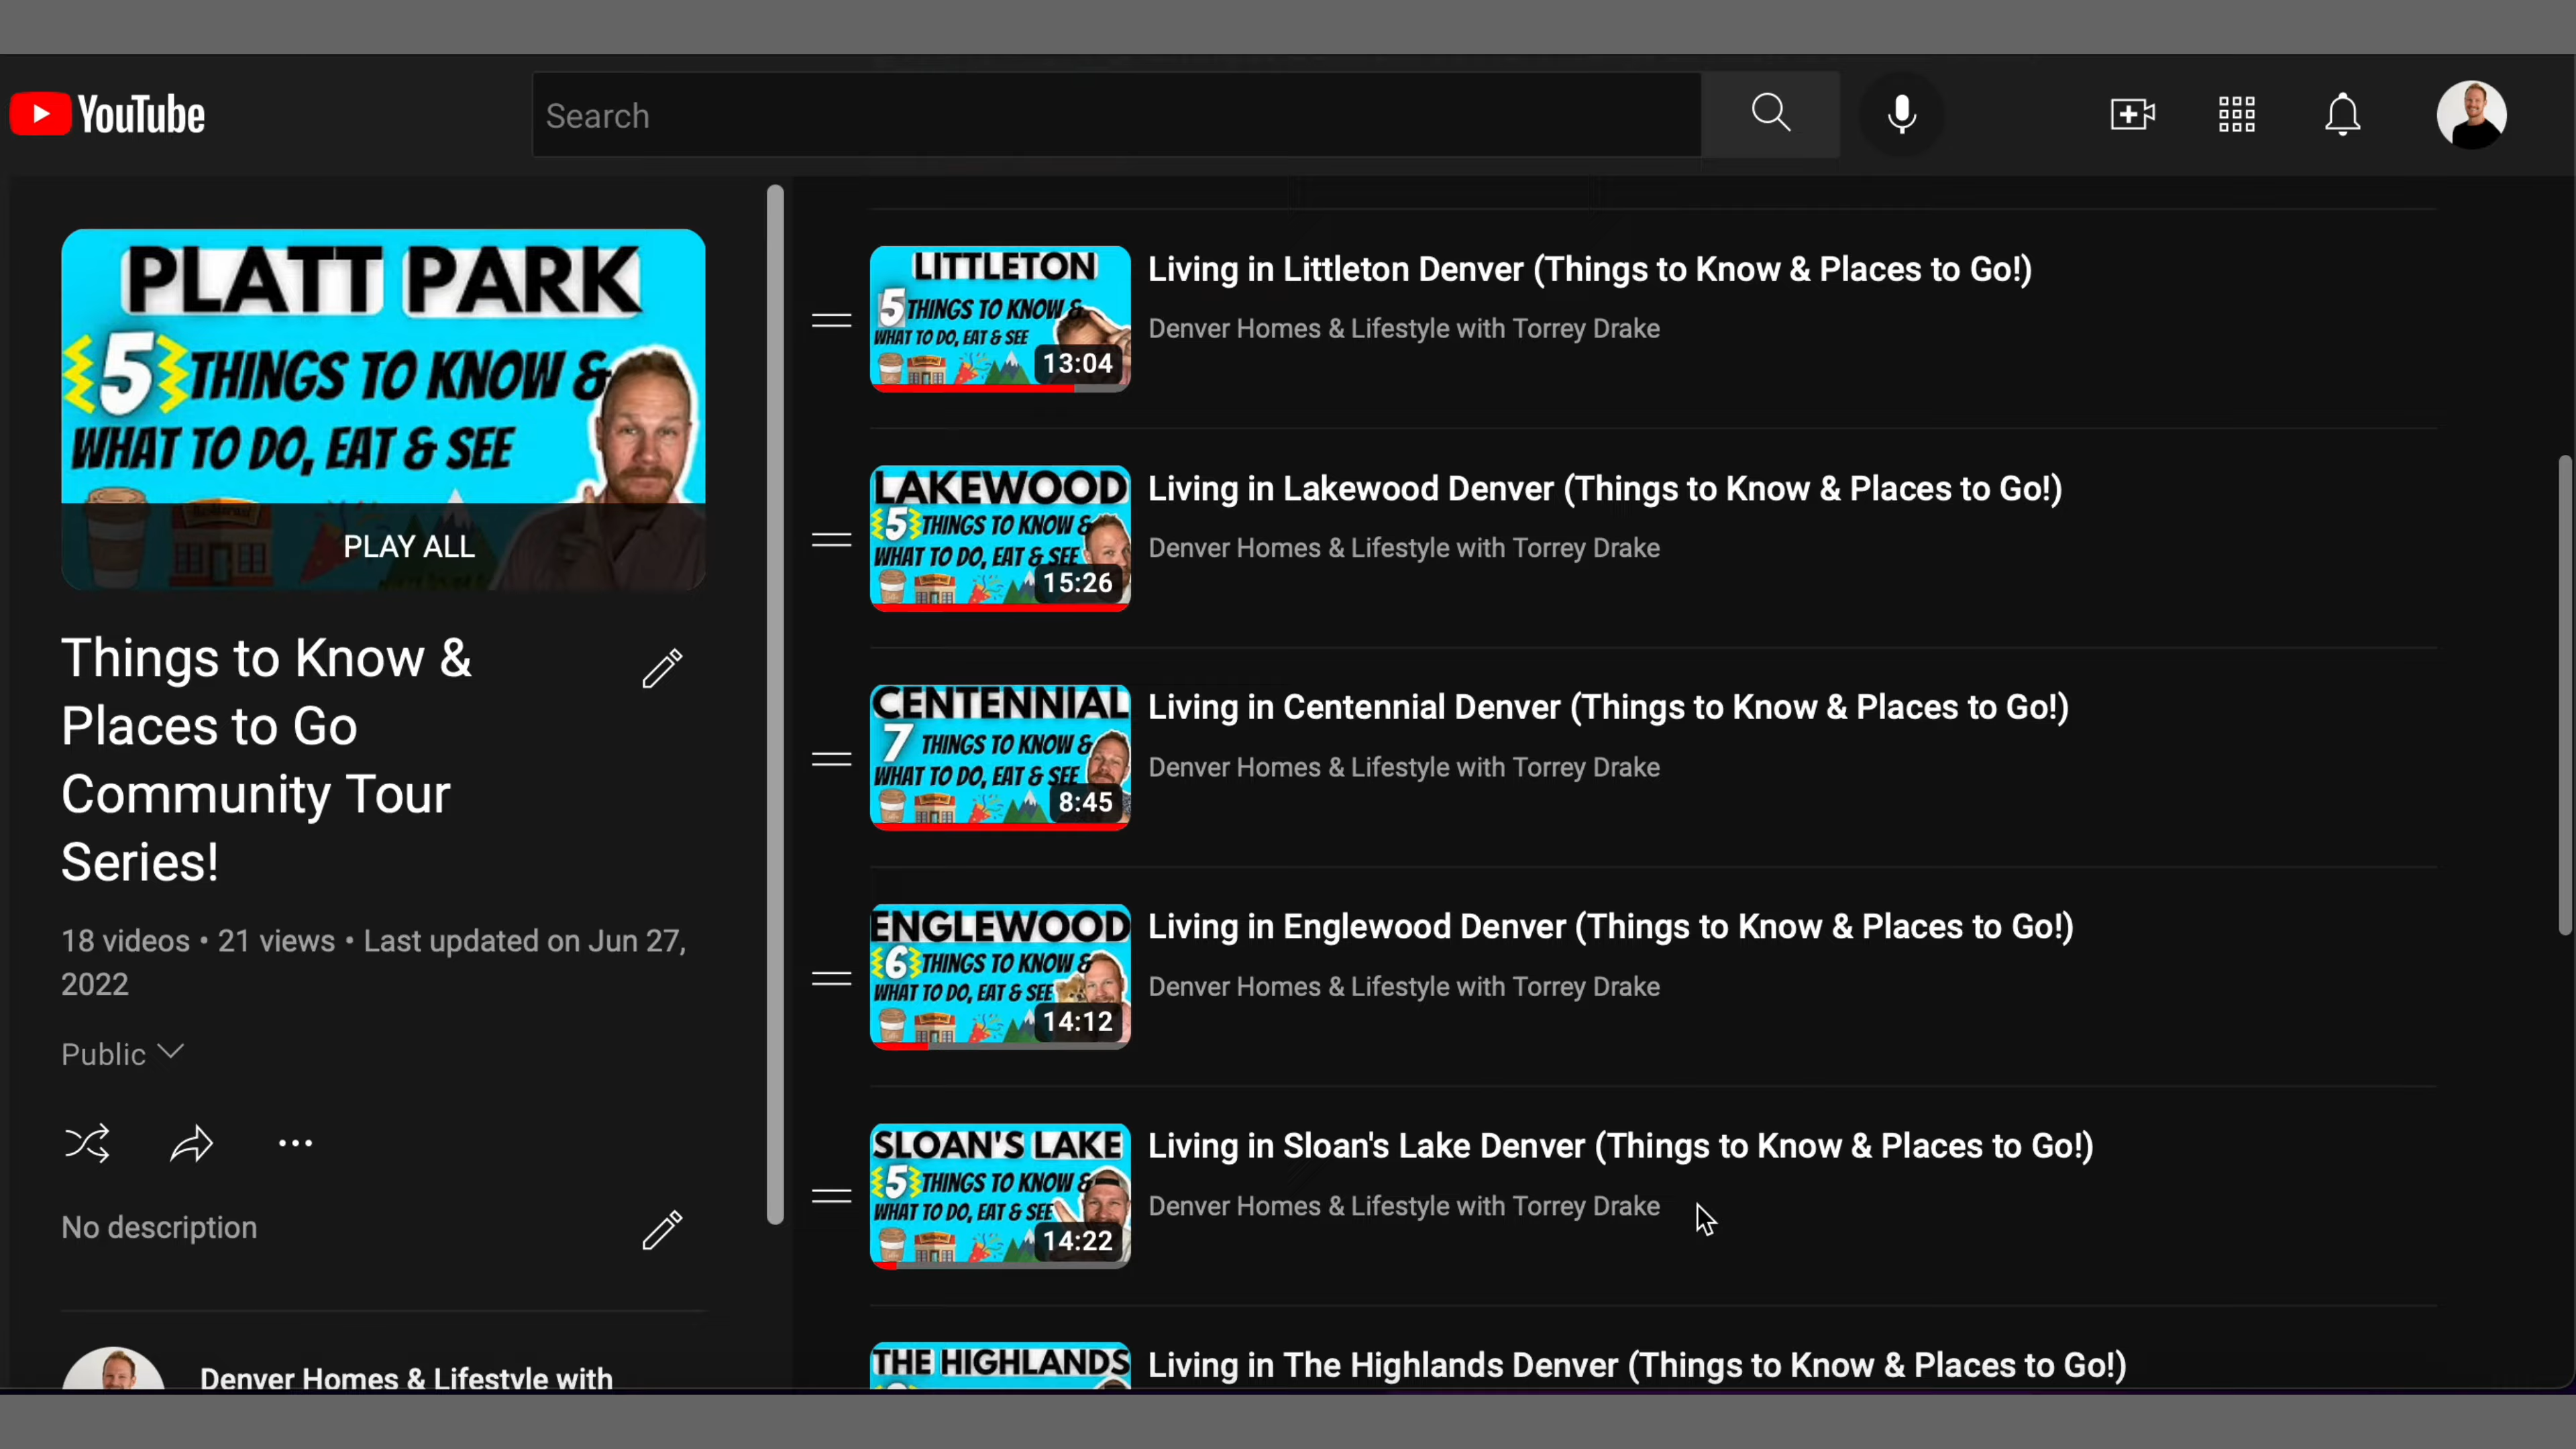 YouTube
Search
PLATT PARK
5 THINGS TO KNOW &
WHAT TO DO, EAT & SEE
PLAY ALL
Things to Know &
Places to Go
Community Tour
Series!
18 videos • 21 views • Last updated on Jun 27,
2022
Public
No description
Denver Homes & Lifestyle with
LITTLETON
5 THINGS TO KNOW &
WHAT TO DO, EAT & SEE
13:04
Living in Littleton Denver (Things to Know & Places to Go!)
Denver Homes & Lifestyle with Torrey Drake
LAKEWOOD
5 THINGS TO KNOW &
WHAT TO DO, EAT & SEE
15:26
Living in Lakewood Denver (Things to Know & Places to Go!)
Denver Homes & Lifestyle with Torrey Drake
CENTENNIAL
7 THINGS TO KNOW &
WHAT TO DO, EAT & SEE
8:45
Living in Centennial Denver (Things to Know & Places to Go!)
Denver Homes & Lifestyle with Torrey Drake
ENGLEWOOD
6 THINGS TO KNOW &
WHAT TO DO, EAT & SEE
14:12
Living in Englewood Denver (Things to Know & Places to Go!)
Denver Homes & Lifestyle with Torrey Drake
SLOAN'S LAKE
5 THINGS TO KNOW &
WHAT TO DO, EAT & SEE
14:22
Living in Sloan's Lake Denver (Things to Know & Places to Go!)
Denver Homes & Lifestyle with Torrey Drake
THE HIGHLANDS
Living in The Highlands Denver (Things to Know & Places to Go!)